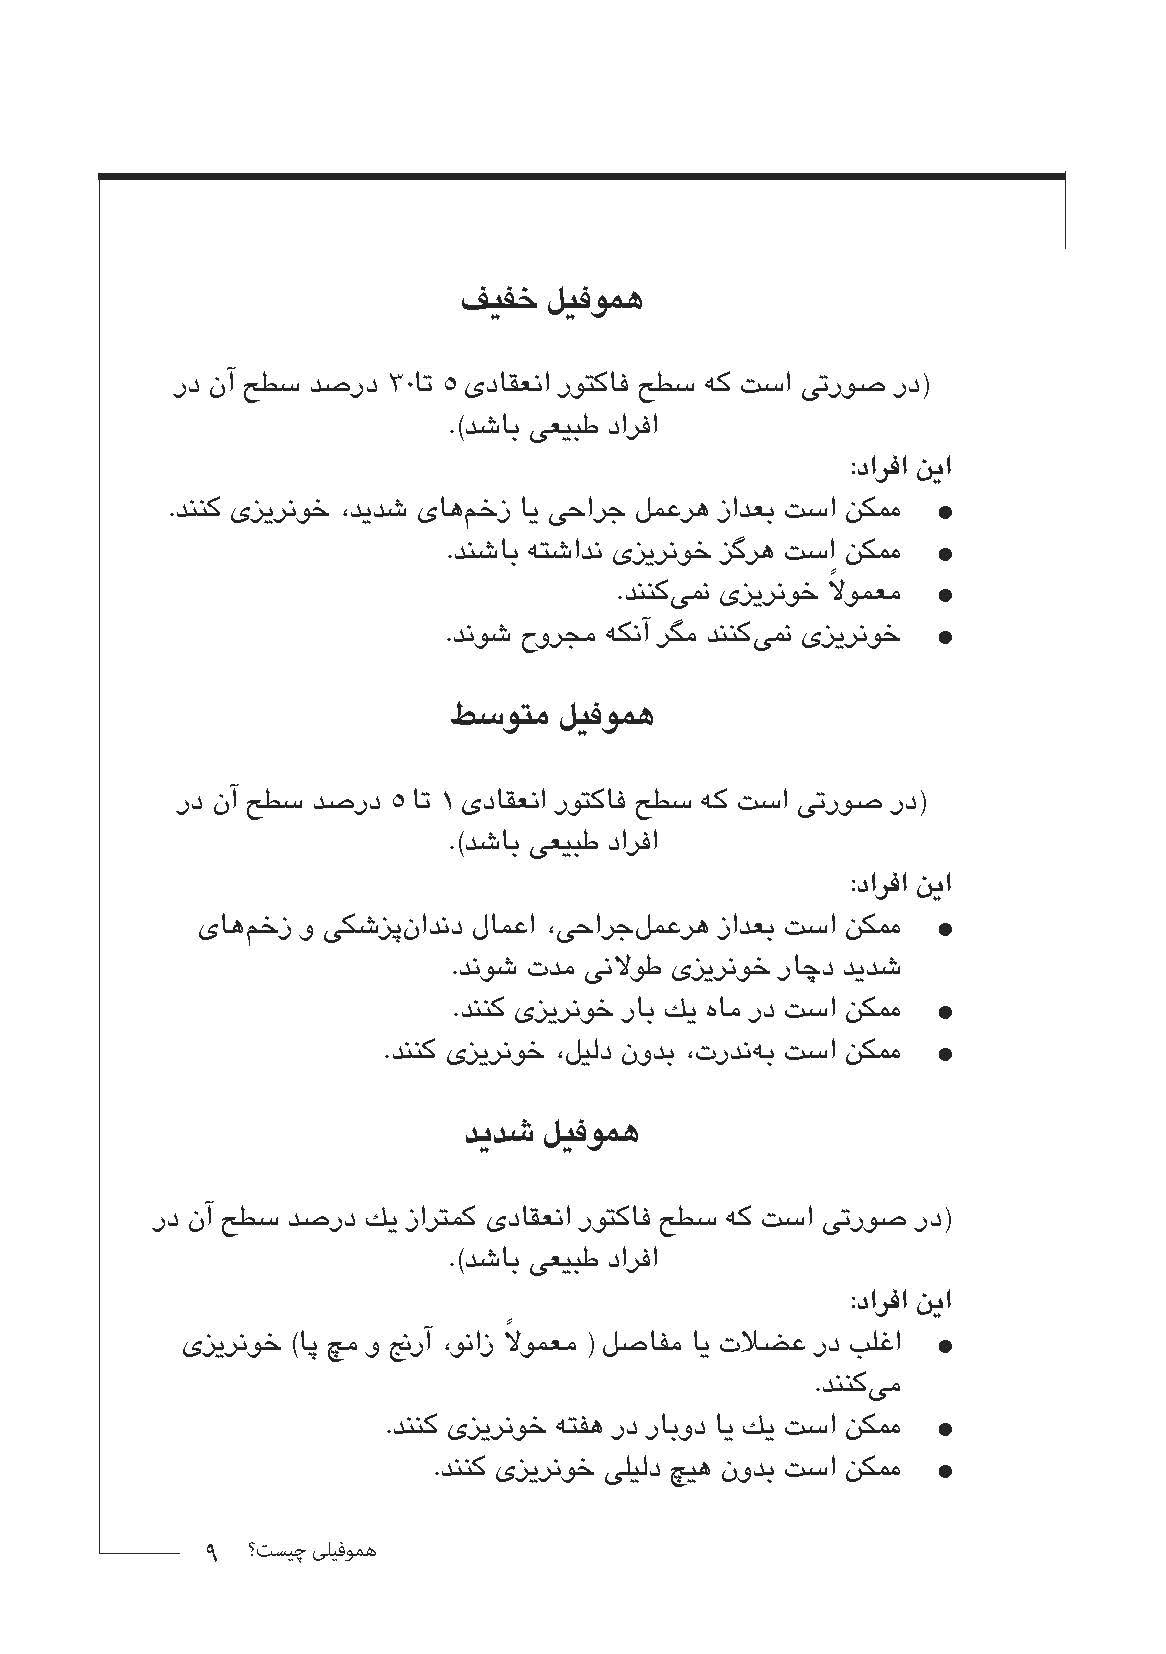 هموفیل خفیف
(در صورتی است که سطح فاکتور انعقادی ۵ تا۳۰ درصد سطح آن در
افراد طبیعی باشد).
این افراد:
● ممکن است بعداز هرعمل جراحی یا زخم‌های شدید، خونریزی کنند.
● ممکن است هرگز خونریزی نداشته باشند.
● معمولاً خونریزی نمی‌کنند.
● خونریزی نمی‌کنند مگر آنکه مجروح شوند.
هموفیل متوسط
(در صورتی است که سطح فاکتور انعقادی ۱ تا ۵ درصد سطح آن در
افراد طبیعی باشد).
این افراد:
● ممکن است بعداز هرعمل‌جراحی، اعمال دندان‌پزشکی و زخم‌های
شدید دچار خونریزی طولانی مدت شوند.
● ممکن است در ماه یك بار خونریزی کنند.
● ممکن است به‌ندرت، بدون دلیل، خونریزی کنند.
هموفیل شدید
(در صورتی است که سطح فاکتور انعقادی کمتراز یك درصد سطح آن در
افراد طبیعی باشد).
این افراد:
● اغلب در عضلات یا مفاصل ( معمولاً زانو، آرنج و مچ پا) خونریزی
می‌کنند.
● ممکن است یك یا دوبار در هفته خونریزی کنند.
● ممکن است بدون هیچ دلیلی خونریزی کنند.
هموفیلی چیست؟ ۹